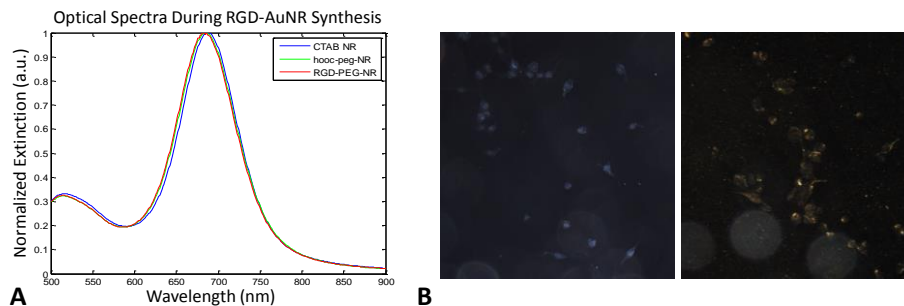 Optical Spectra During RGD-AuNR Synthesis
CTAB NR
hooc-peg-NR
RGD-PEG-NR
Normalized Extinction (a.u.)
1
0.9
0.8
0.7
0.6
0.5
0.4
0.3
0.2
0.1
0
500 550 600 650 700 750 800 850 900
Wavelength (nm)
A
B